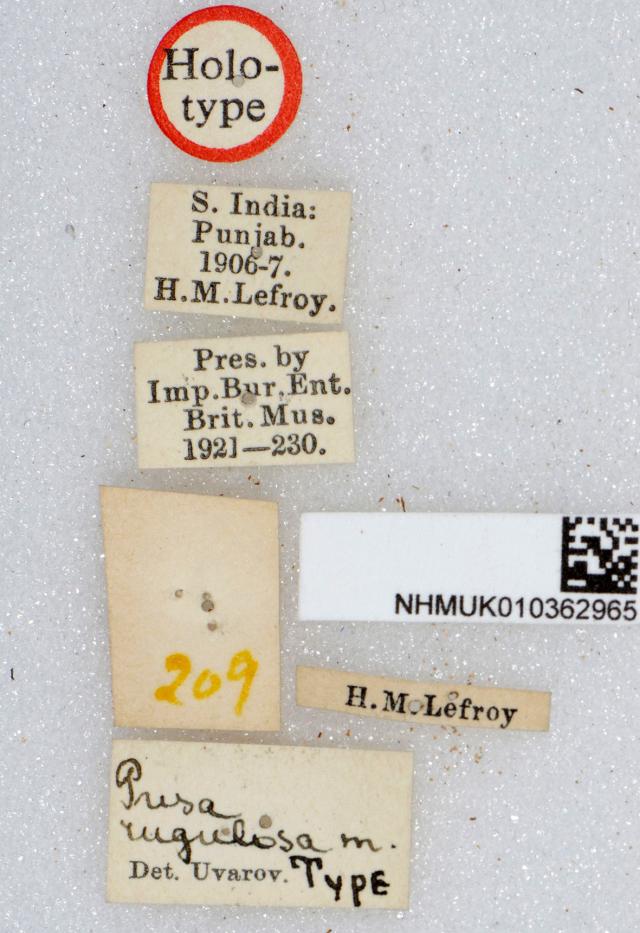 Holo-
type
S. India:
Punjab.
1906-7.
H.M.Lefroy.
Pres. by
Imp.Bur.Ent.
Brit. Mus.
1921—230.
NHMUK010362965
209
H.M.Lefroy
Pusa
rugulosa m.
Det. Uvarov. TYPE